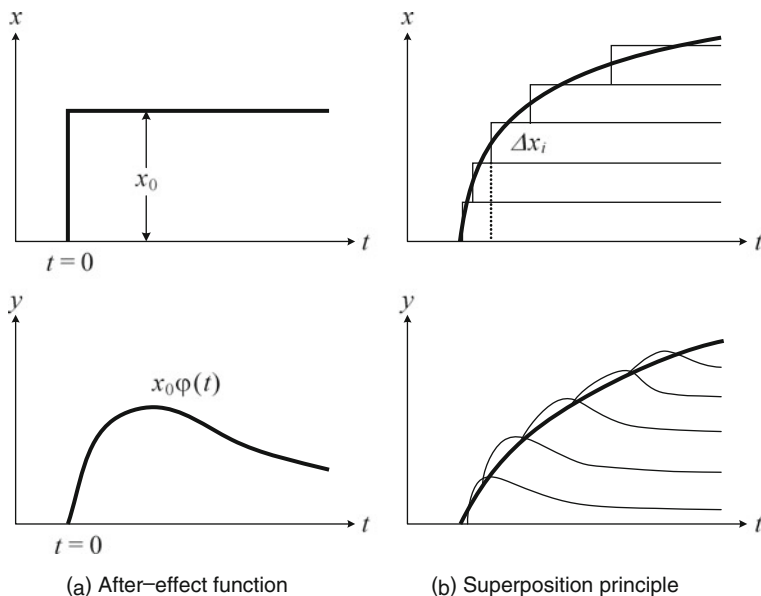 x
x₀
t
t = 0
y
x₀φ(t)
t
t = 0
(a) After–effect function
x
Δxᵢ
t
y
t
(b) Superposition principle